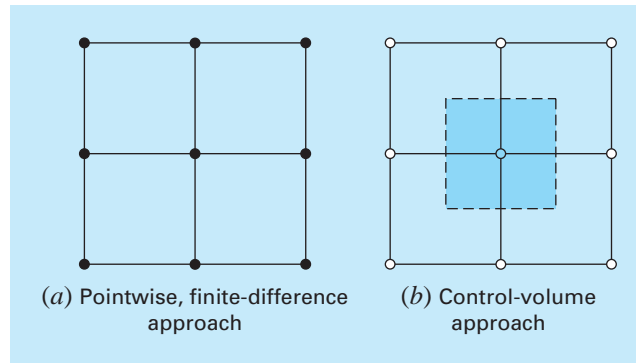 (a) Pointwise, finite-difference
approach
(b) Control-volume
approach